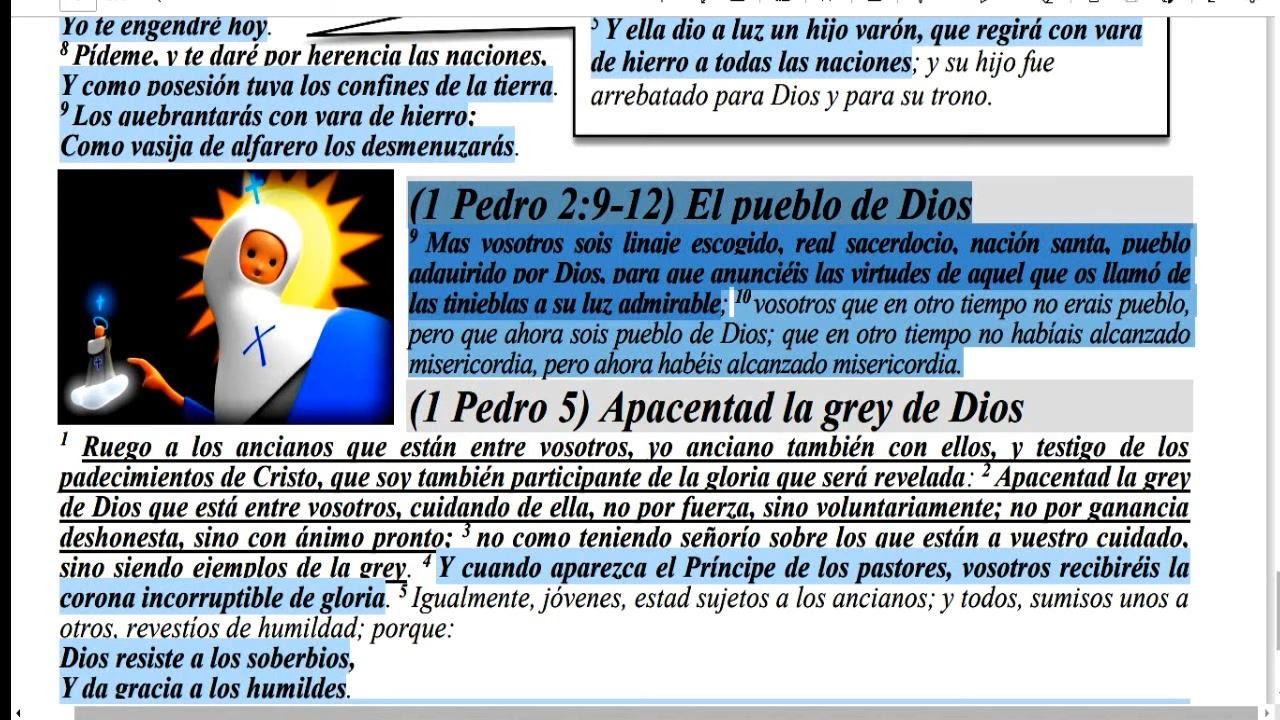 Yo te engendré hoy.
⁸ Pídeme, y te daré por herencia las naciones,
Y como posesión tuya los confines de la tierra.
⁹ Los quebrantarás con vara de hierro;
Como vasija de alfarero los desmenuzarás.
⁵ Y ella dio a luz un hijo varón, que regirá con vara
de hierro a todas las naciones; y su hijo fue
arrebatado para Dios y para su trono.
(1 Pedro 2:9-12) El pueblo de Dios
⁹ Mas vosotros sois linaje escogido, real sacerdocio, nación santa, pueblo
adquirido por Dios, para que anunciéis las virtudes de aquel que os llamó de
las tinieblas a su luz admirable; ¹⁰ vosotros que en otro tiempo no erais pueblo,
pero que ahora sois pueblo de Dios; que en otro tiempo no habíais alcanzado
misericordia, pero ahora habéis alcanzado misericordia.
(1 Pedro 5) Apacentad la grey de Dios
¹ Ruego a los ancianos que están entre vosotros, yo anciano también con ellos, y testigo de los
padecimientos de Cristo, que soy también participante de la gloria que será revelada: ² Apacentad la grey
de Dios que está entre vosotros, cuidando de ella, no por fuerza, sino voluntariamente; no por ganancia
deshonesta, sino con ánimo pronto; ³ no como teniendo señorío sobre los que están a vuestro cuidado,
sino siendo ejemplos de la grey. ⁴ Y cuando aparezca el Príncipe de los pastores, vosotros recibiréis la
corona incorruptible de gloria. ⁵ Igualmente, jóvenes, estad sujetos a los ancianos; y todos, sumisos unos a
otros, revestíos de humildad; porque:
Dios resiste a los soberbios,
Y da gracia a los humildes.